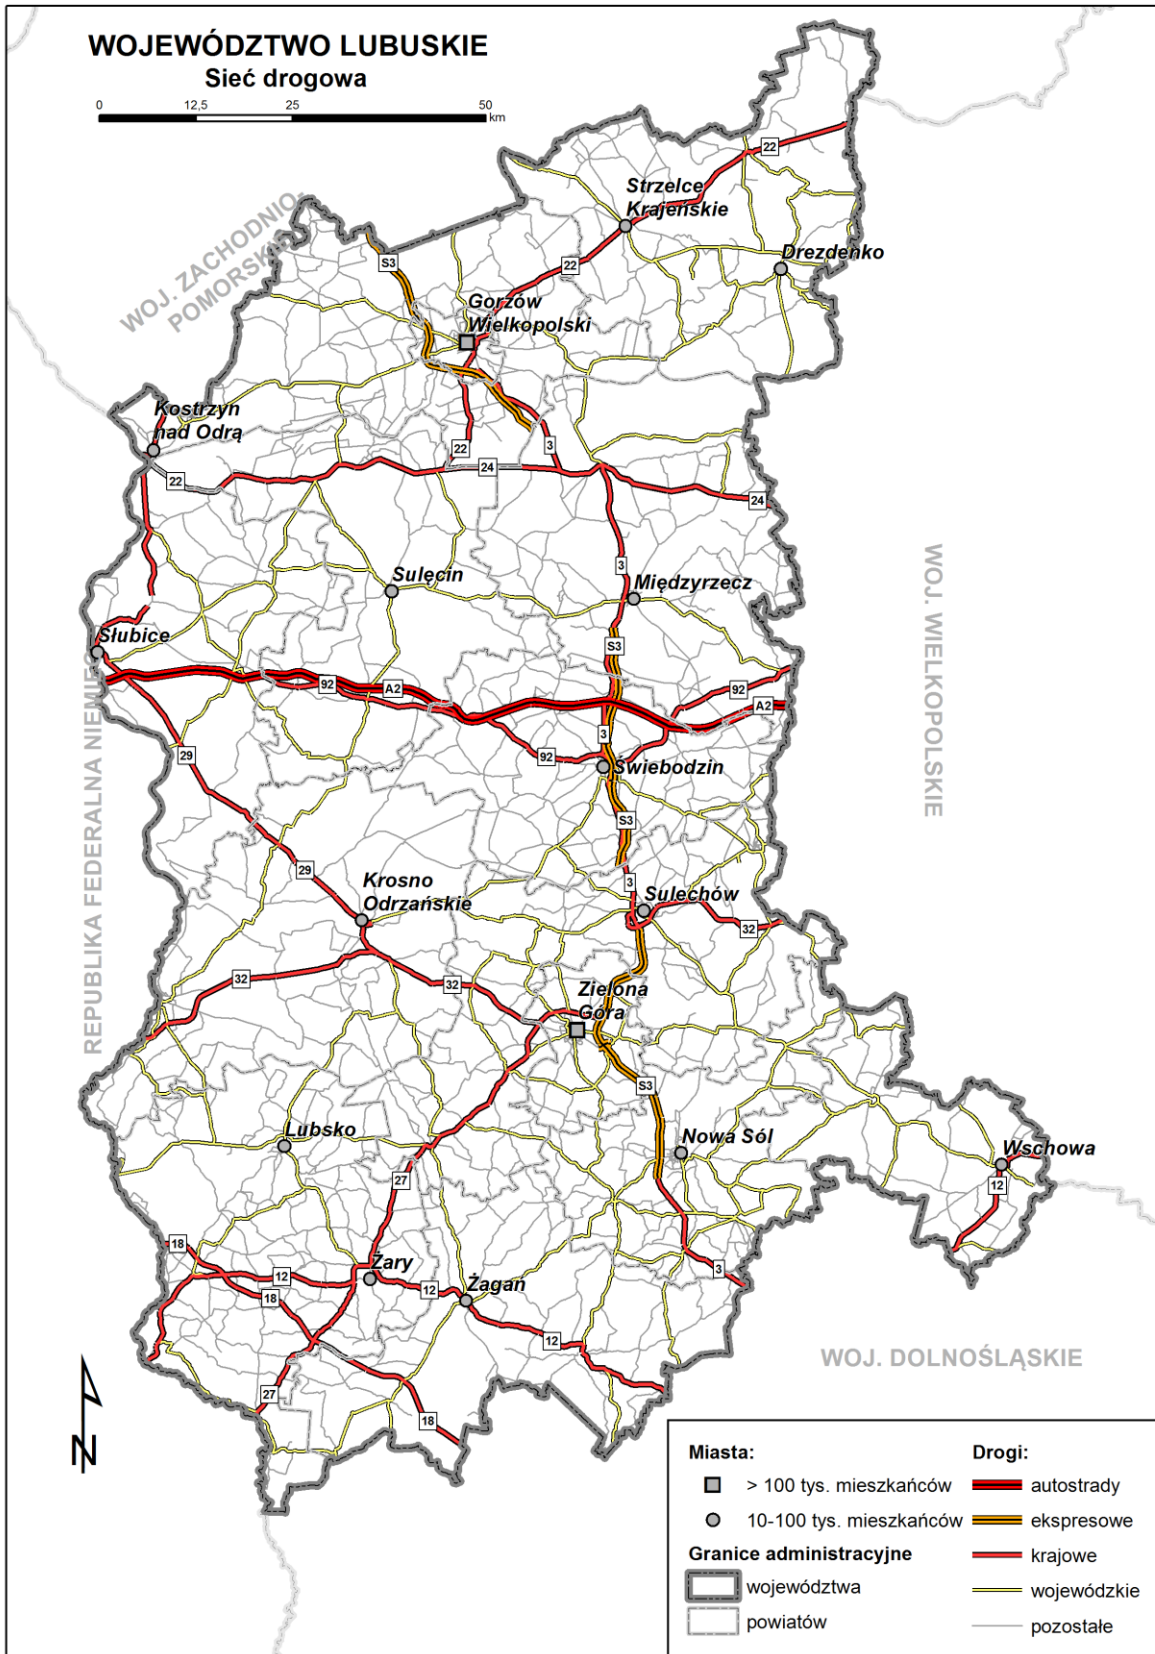 WOJEWÓDZTWO LUBUSKIE
Sieć drogowa
0 12,5 25 50
km
22
Strzelce
Krajeńskie
WOJ. ZACHODNIO-
POMORSKIE
S3
22
Drezdenko
Gorzów
Wielkopolski
Kostrzyn
nad Odrą
22
3
24
22
24
3
Sulęcin
Międzyrzecz
WOJ. WIELKOPOLSKIE
Słubice
S3
92
A2
92
A2
REPUBLIKA FEDERALNA NIEMIEC
3
29
92
Świebodzin
S3
29
Krosno
Odrzańskie
3
Sulechów
32
32
32
Zielona
Góra
S3
Lubsko
Nowa Sól
Wschowa
27
12
18
Żary
3
12
12
Żagań
18
12
WOJ. DOLNOŚLĄSKIE
27
18
N
Miasta:
> 100 tys. mieszkańców
10-100 tys. mieszkańców
Granice administracyjne
województwa
powiatów
Drogi:
autostrady
ekspresowe
krajowe
wojewódzkie
pozostałe